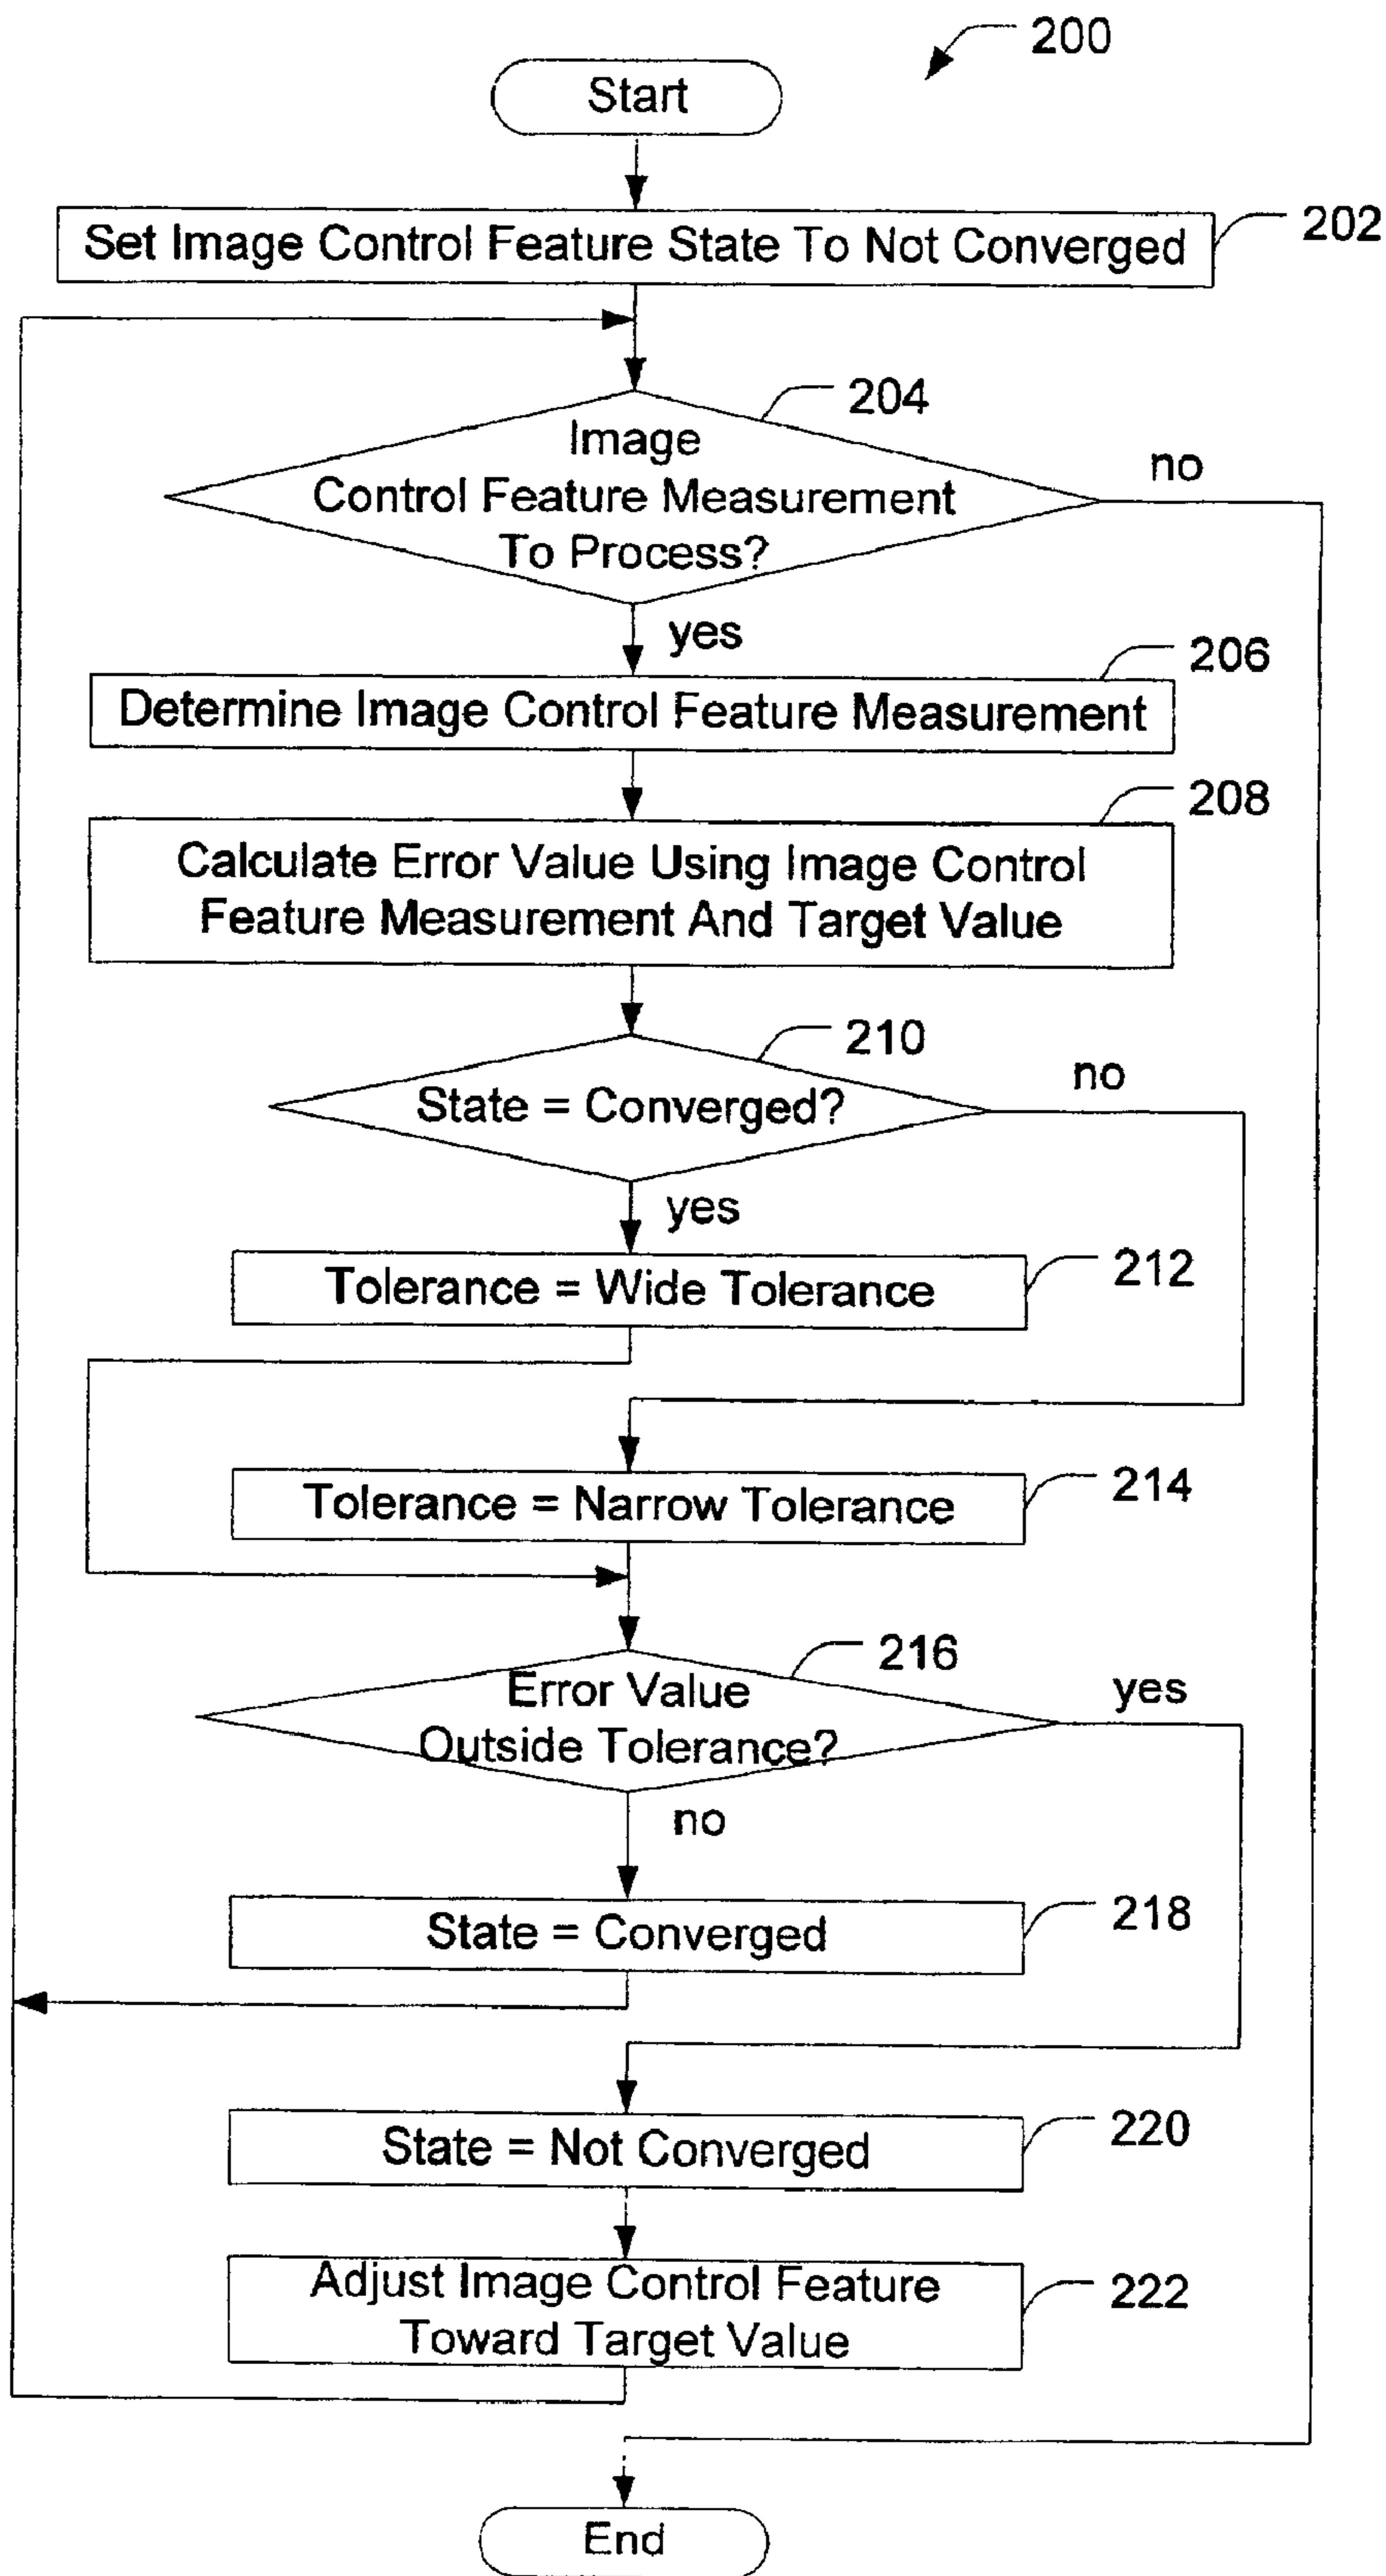 200
Start
Set Image Control Feature State To Not Converged
202
204
Image
Control Feature Measurement
To Process?
no
yes
206
Determine Image Control Feature Measurement
208
Calculate Error Value Using Image Control
Feature Measurement And Target Value
210
State = Converged?
no
yes
Tolerance = Wide Tolerance
212
Tolerance = Narrow Tolerance
214
216
Error Value
Outside Tolerance?
yes
no
State = Converged
218
State = Not Converged
220
Adjust Image Control Feature
Toward Target Value
222
End